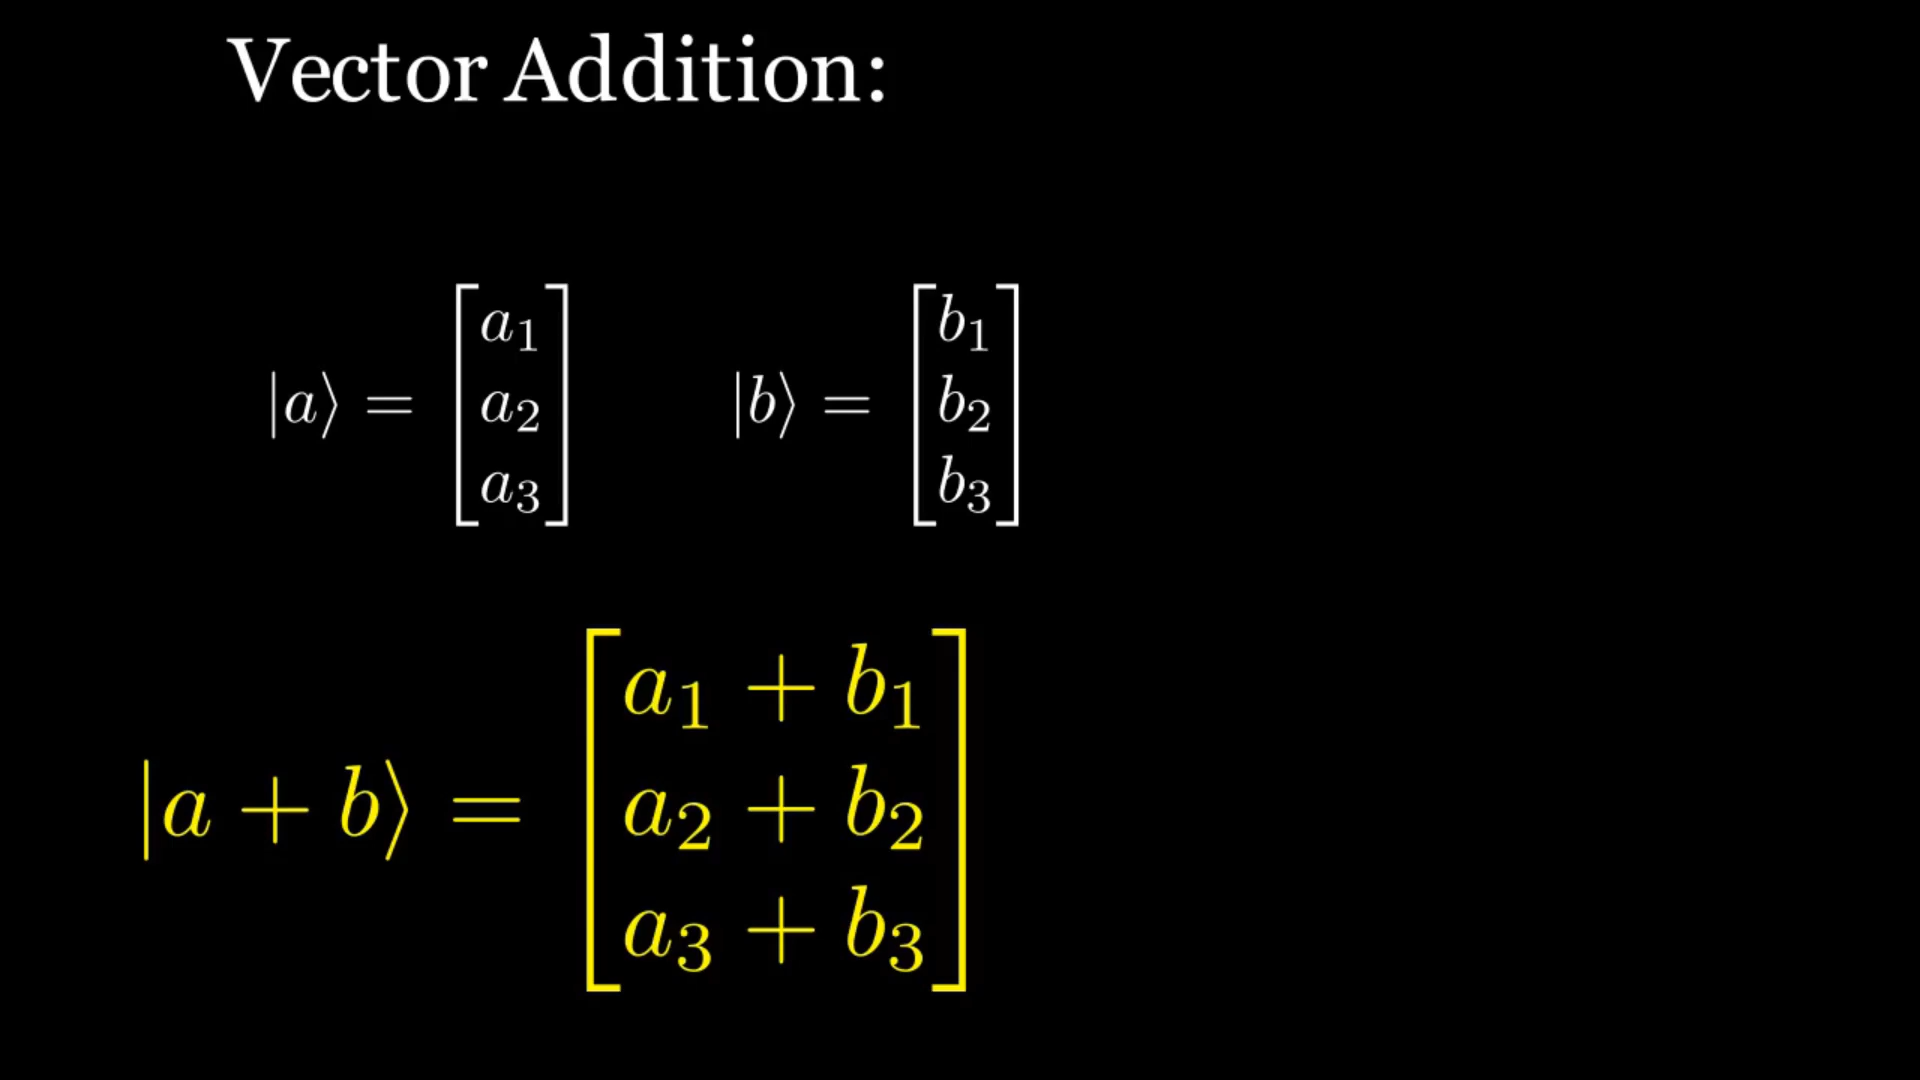 Vector Addition:
|a⟩ = [a₁ a₂ a₃] |b⟩ = [b₁ b₂ b₃]
|a + b⟩ = [a₁ + b₁ a₂ + b₂ a₃ + b₃]